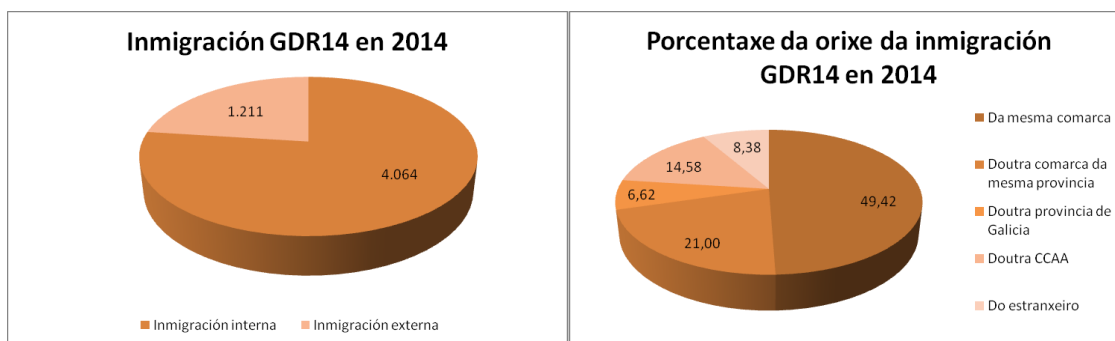 Inmigración GDR14 en 2014
1.211
4.064
Inmigración interna
Inmigración externa
Porcentaxe da orixe da inmigración
GDR14 en 2014
8,38
14,58
6,62
49,42
21,00
Da mesma comarca
Doutra comarca da
mesma provincia
Doutra provincia de
Galicia
Doutra CCAA
Do estranxeiro